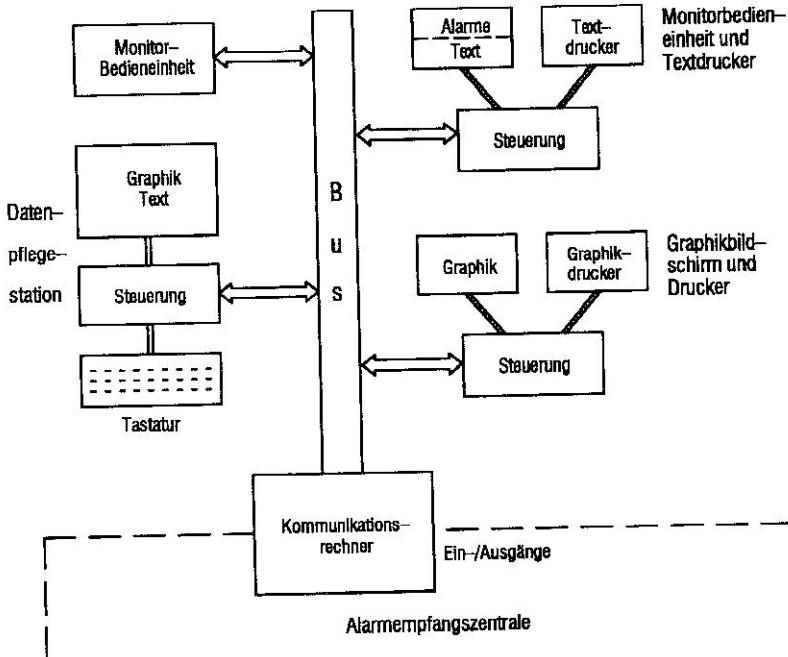 Monitor-
Bedieneinheit
Alarme
Text
Text-
drucker
Monitorbedien-
einheit und
Textdrucker
Steuerung
Graphik
Text
Daten-
pflege-
station
Steuerung
Tastatur
Bus
Graphik
Graphik-
drucker
Graphikbild-
schirm und
Drucker
Steuerung
Kommunikations-
rechner
Ein-/Ausgänge
Alarmempfangszentrale